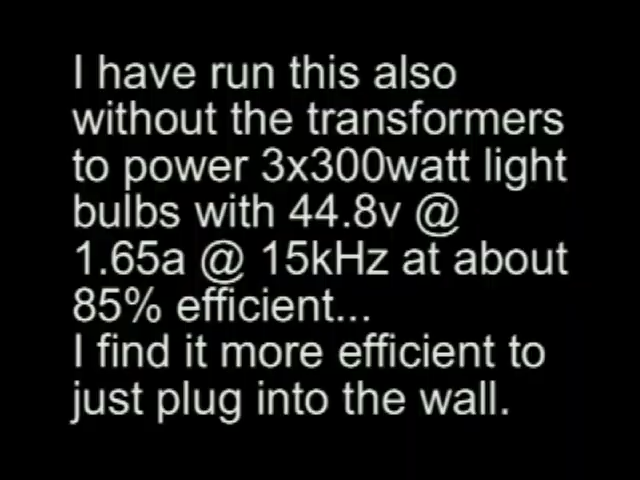 I have run this also
without the transformers
to power 3x300watt light
bulbs with 44.8v @
1.65a @ 15kHz at about
85% efficient...
I find it more efficient to
just plug into the wall.